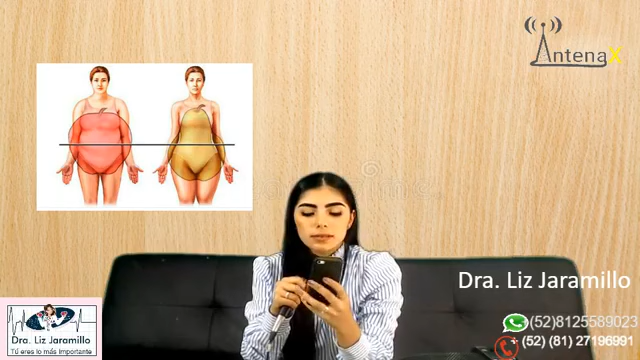 AntenaX
Dra. Liz Jaramillo
(52)8125589023
(52) (81) 27196991
Dra. Liz Jaramillo
Tú eres lo más importante